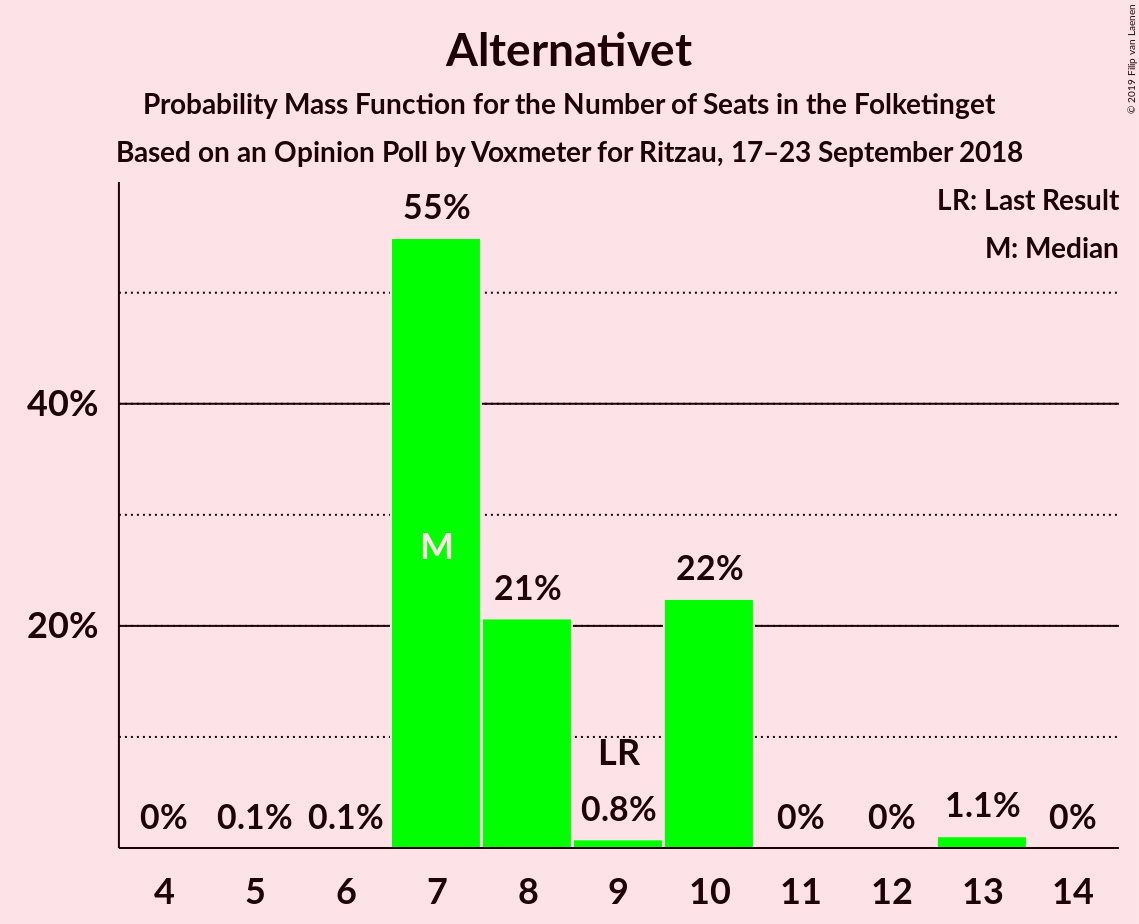 © 2019 Filip van Laenen
Alternativet
Probability Mass Function for the Number of Seats in the Folketinget
Based on an Opinion Poll by Voxmeter for Ritzau, 17–23 September 2018
LR: Last Result
M: Median
55%
40%
M
22%
21%
20%
LR
0% 0.1% 0.1% 0.8% 0% 0% 1.1% 0%
4 5 6 7 8 9 10 11 12 13 14